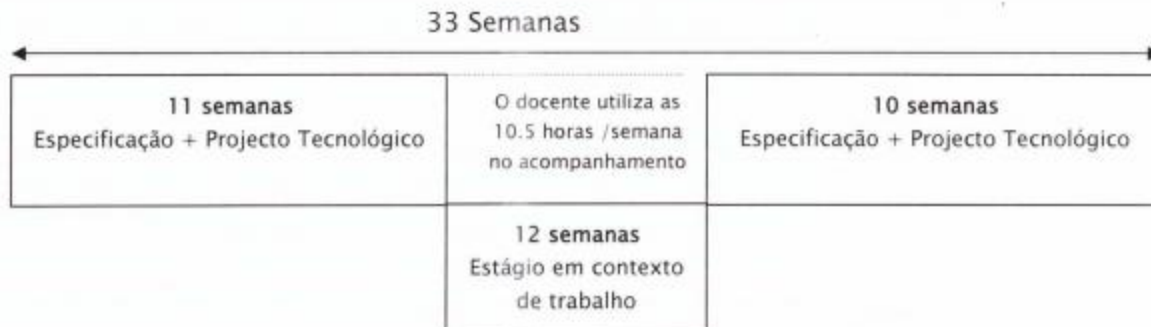 33 Semanas
11 semanas
Especificação + Projecto Tecnológico
O docente utiliza as
10.5 horas /semana
no acompanhamento
10 semanas
Especificação + Projecto Tecnológico
12 semanas
Estágio em contexto
de trabalho